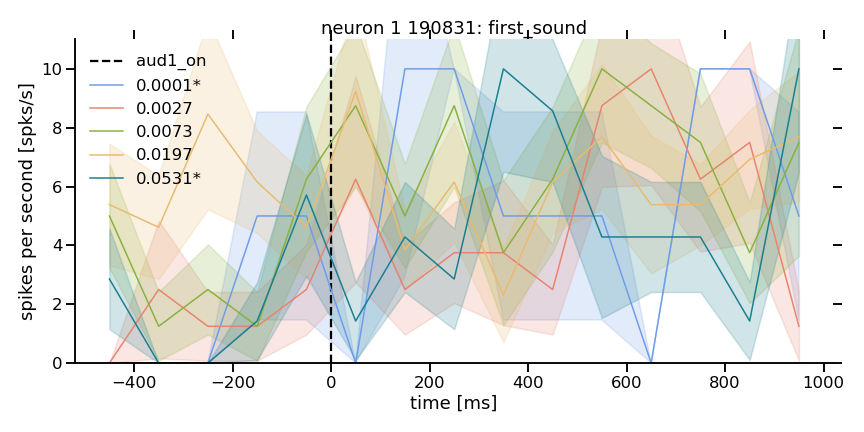 neuron 1 190831: first_sound
aud1_on
0.0001*
0.0027
0.0073
0.0197
0.0531*
spikes per second [spks/s]
10
8
6
4
2
0
−400 −200 0 200 400 600 800 1000
time [ms]